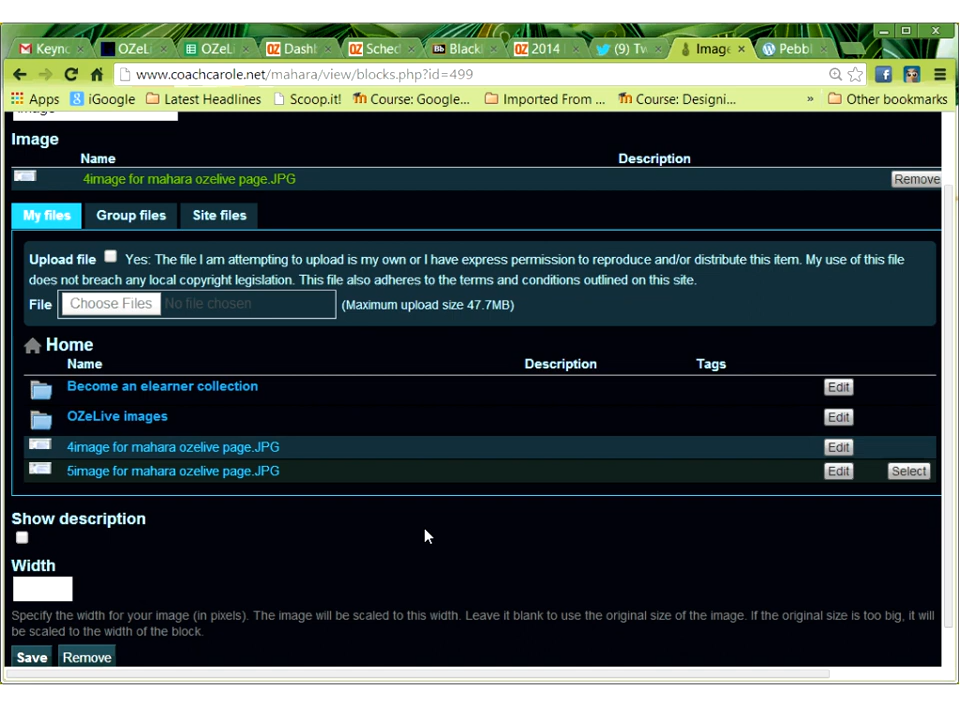 Keyno OZeLi OZeLi Dashb Sched Blackl 2014 (9) Tw Image Pebbl
www.coachcarole.net/mahara/view/blocks.php?id=499
Apps iGoogle Latest Headlines Scoop.it! Course: Google... Imported From ... Course: Designi... » Other bookmarks
Image
Name Description
4image for mahara ozelive page.JPG Remove
My files Group files Site files
Upload file Yes: The file I am attempting to upload is my own or I have express permission to reproduce and/or distribute this item. My use of this file
does not breach any local copyright legislation. This file also adheres to the terms and conditions outlined on this site.
File Choose Files No file chosen (Maximum upload size 47.7MB)
Home
Name Description Tags
Become an elearner collection Edit
OZeLive images Edit
4image for mahara ozelive page.JPG Edit
5image for mahara ozelive page.JPG Edit Select
Show description
Width
Specify the width for your image (in pixels). The image will be scaled to this width. Leave it blank to use the original size of the image. If the original size is too big, it will
be scaled to the width of the block.
Save Remove